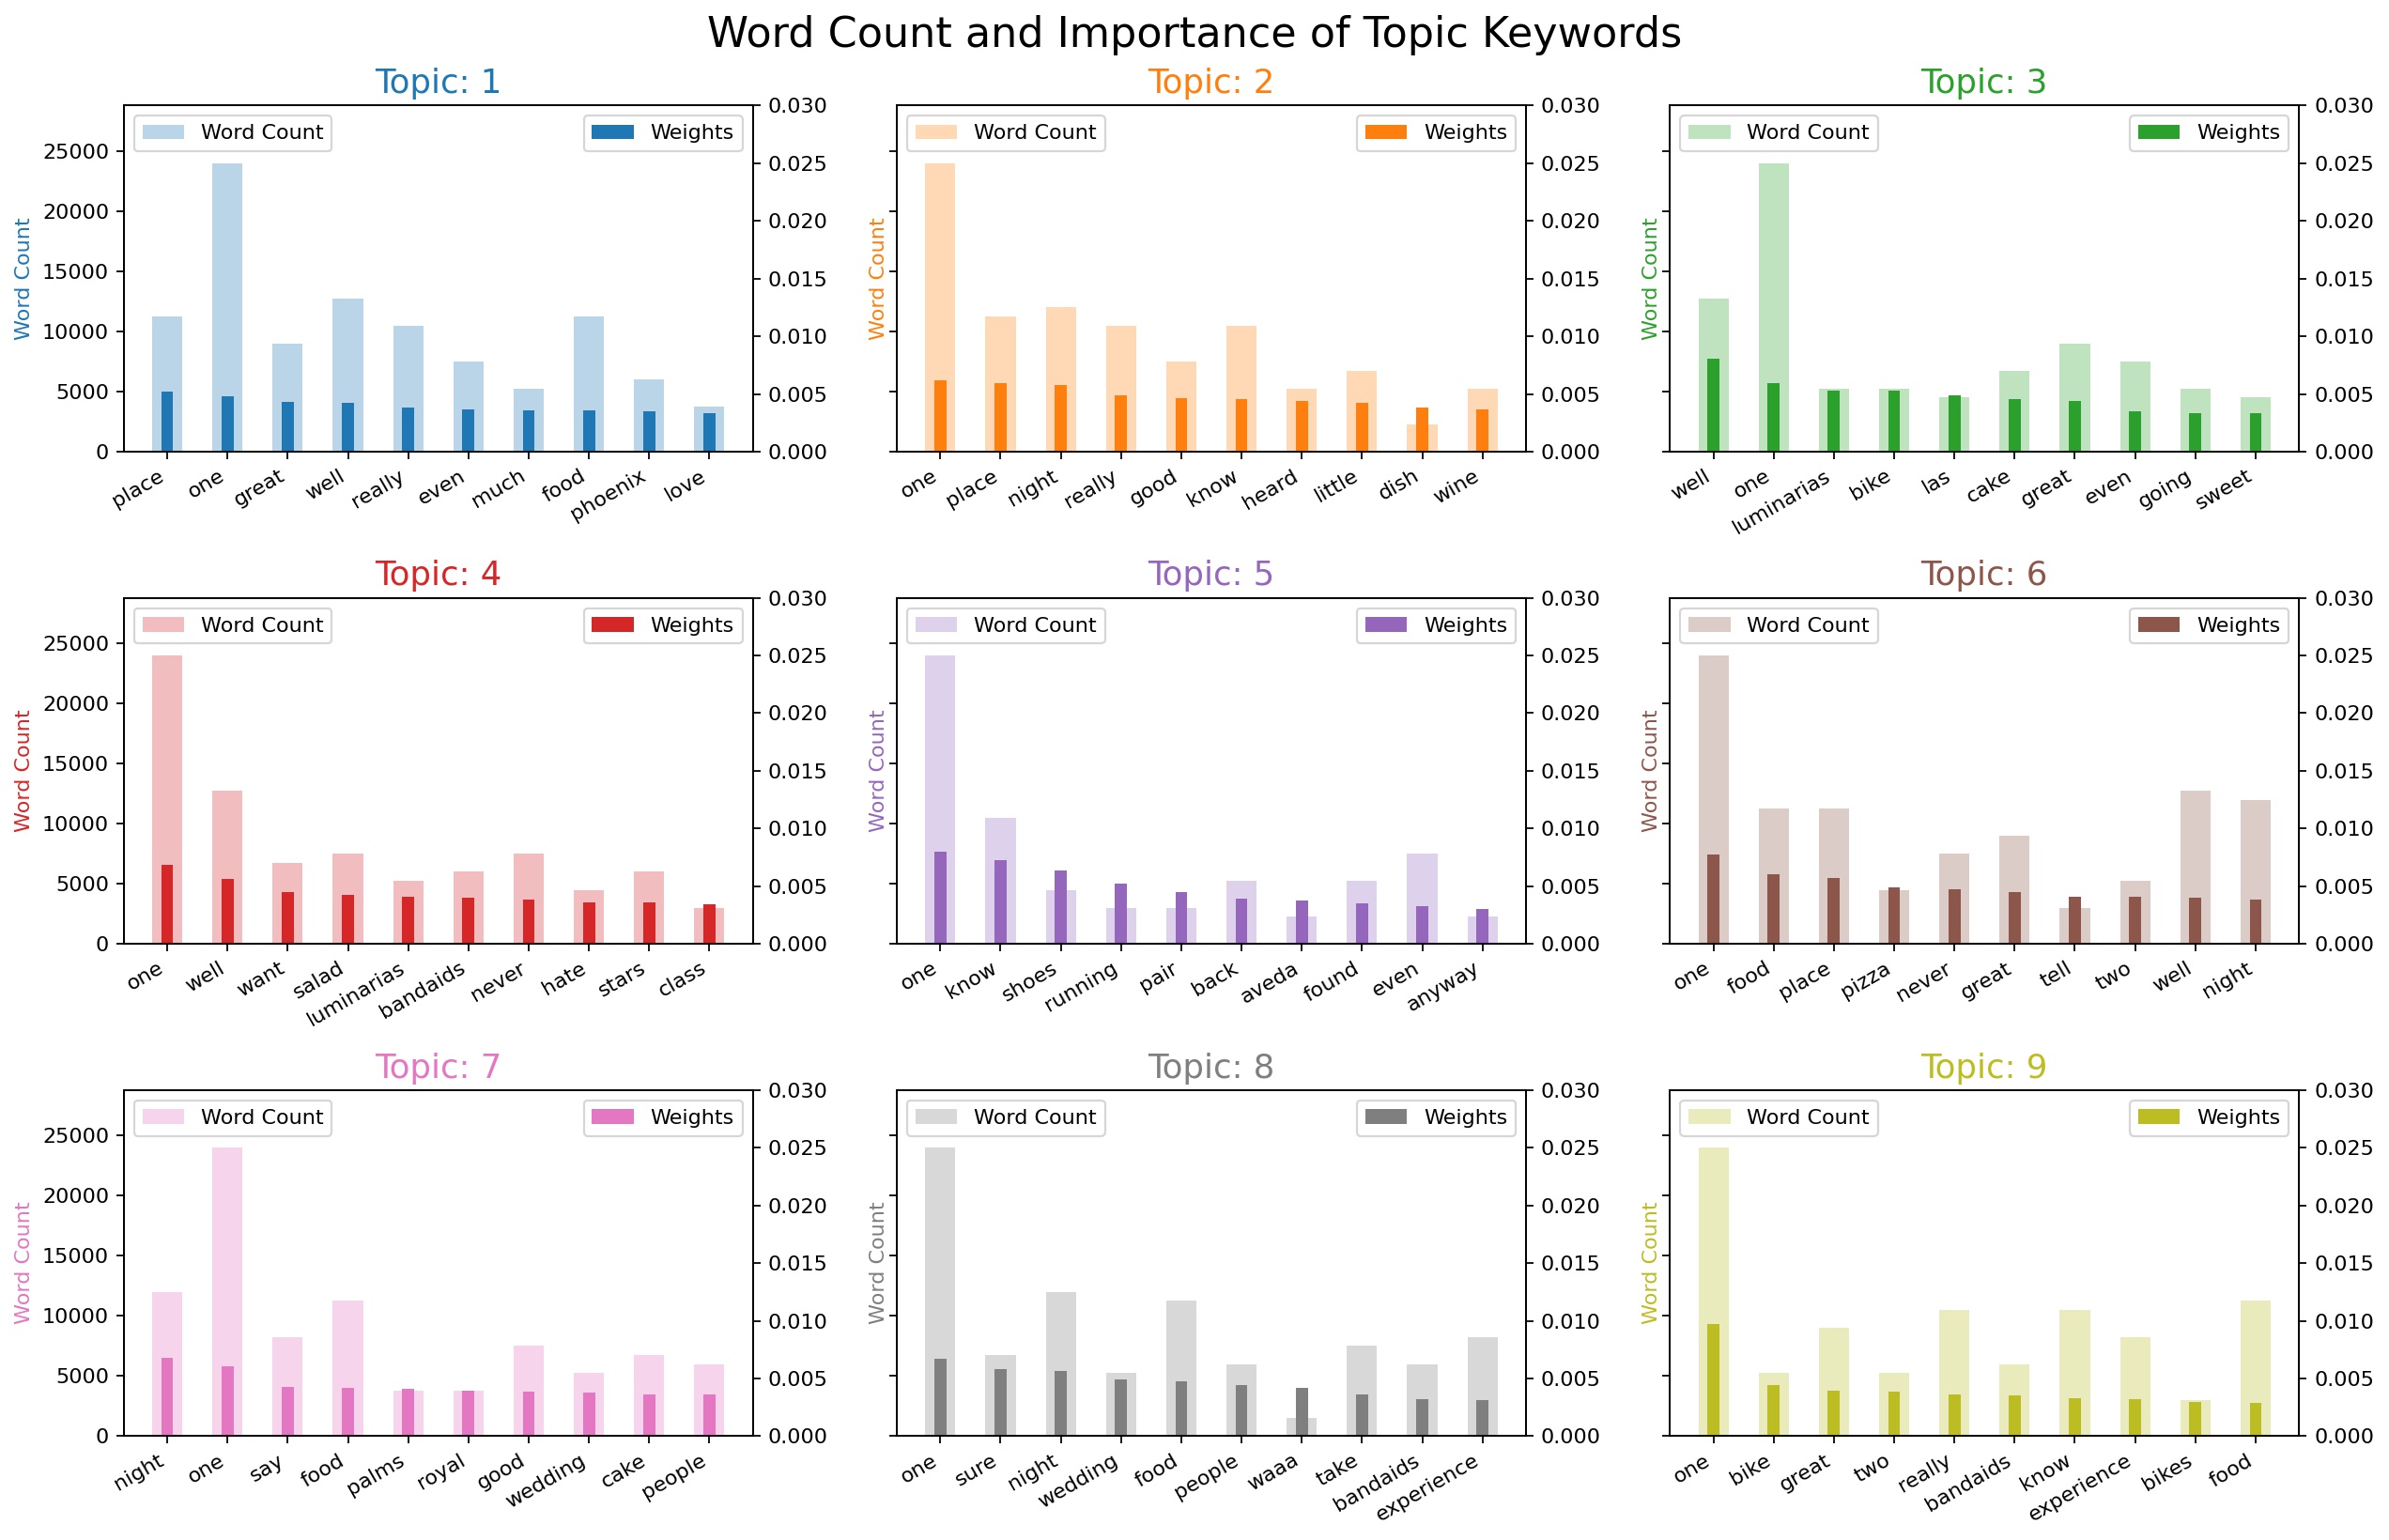 Word Count and Importance of Topic Keywords
Topic: 1
Word Count
Weights
Word Count
0
5000
10000
15000
20000
25000
0.000
0.005
0.010
0.015
0.020
0.025
0.030
place one great well really even much food phoenix love
Topic: 2
Word Count
Weights
Word Count
0.000
0.005
0.010
0.015
0.020
0.025
0.030
one place night really good know heard little dish wine
Topic: 3
Word Count
Weights
Word Count
0.000
0.005
0.010
0.015
0.020
0.025
0.030
well one luminarias bike las cake great even going sweet
Topic: 4
Word Count
Weights
Word Count
0
5000
10000
15000
20000
25000
0.000
0.005
0.010
0.015
0.020
0.025
0.030
one well want salad luminarias bandaids never hate stars class
Topic: 5
Word Count
Weights
Word Count
0.000
0.005
0.010
0.015
0.020
0.025
0.030
one know shoes running pair back aveda found even anyway
Topic: 6
Word Count
Weights
Word Count
0.000
0.005
0.010
0.015
0.020
0.025
0.030
one food place pizza never great tell two well night
Topic: 7
Word Count
Weights
Word Count
0
5000
10000
15000
20000
25000
0.000
0.005
0.010
0.015
0.020
0.025
0.030
night one say food palms royal good wedding cake people
Topic: 8
Word Count
Weights
Word Count
0.000
0.005
0.010
0.015
0.020
0.025
0.030
one sure night wedding food people waaa take bandaids experience
Topic: 9
Word Count
Weights
Word Count
0.000
0.005
0.010
0.015
0.020
0.025
0.030
one bike great two really bandaids know experience bikes food